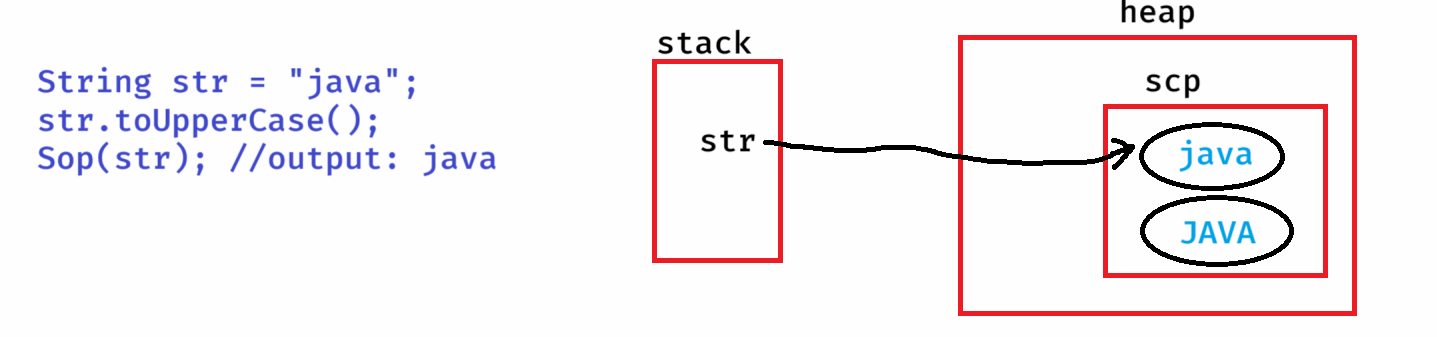 String str = "java";
str.toUpperCase();
Sop(str); //output: java
stack
str
heap
scp
java
JAVA